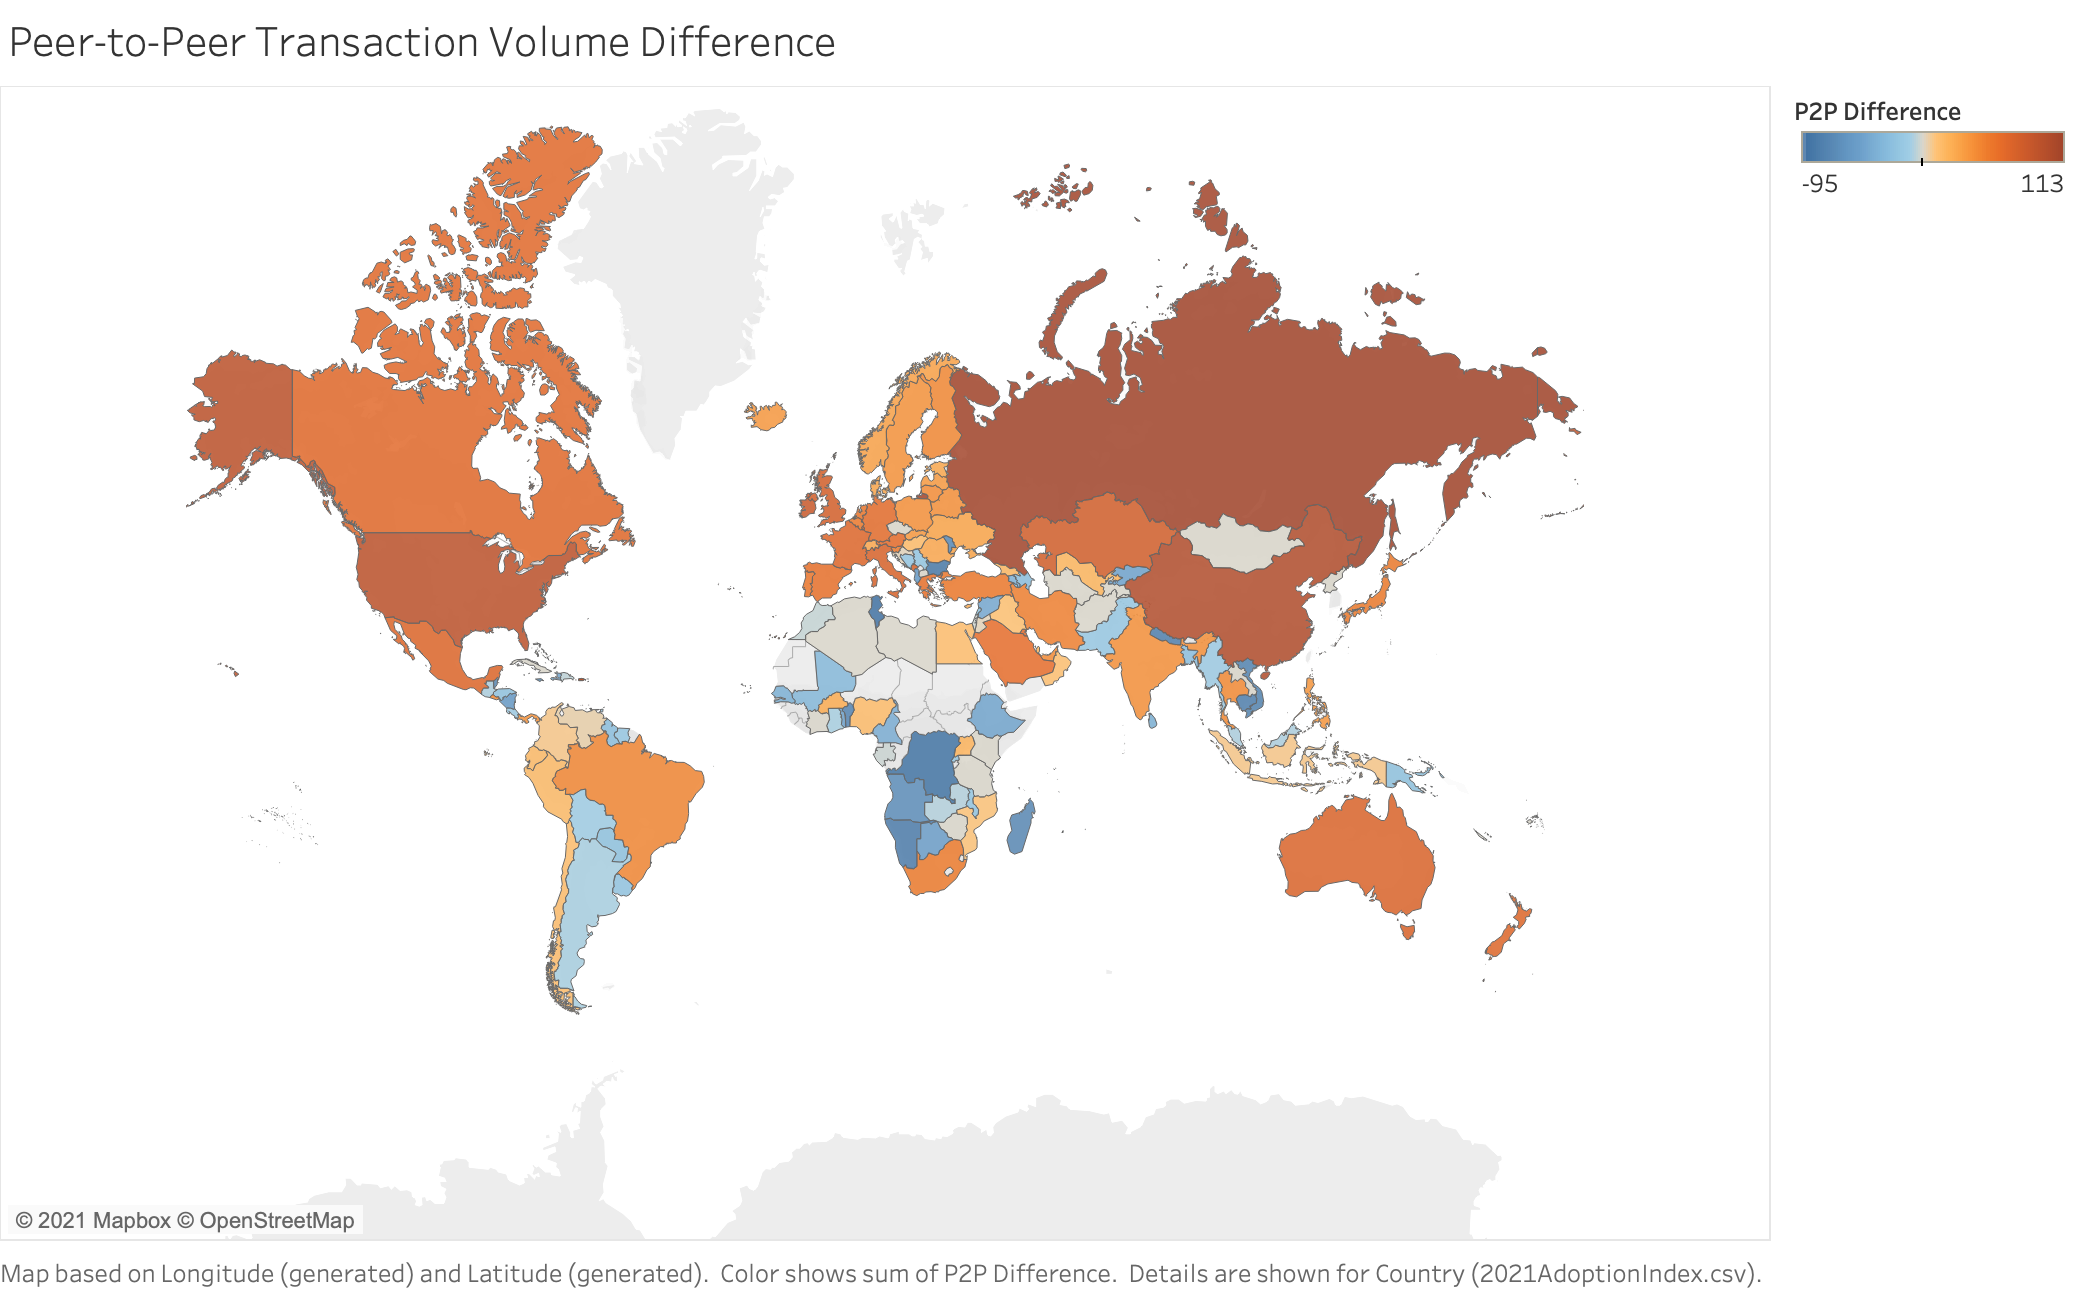 Peer-to-Peer Transaction Volume Difference
P2P Difference
-95 113
© 2021 Mapbox © OpenStreetMap
Map based on Longitude (generated) and Latitude (generated).  Color shows sum of P2P Difference.  Details are shown for Country (2021AdoptionIndex.csv).